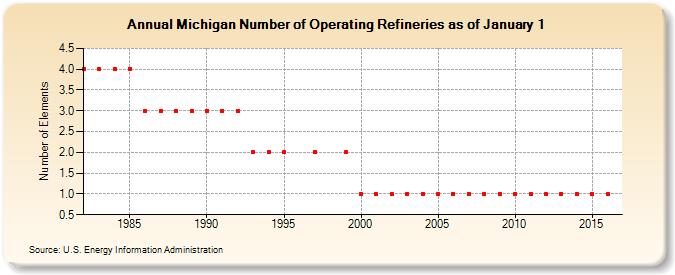 Annual Michigan Number of Operating Refineries as of January 1
Number of Elements
4.5
4.0
3.5
3.0
2.5
2.0
1.5
1.0
0.5
1985 1990 1995 2000 2005 2010 2015
Source: U.S. Energy Information Administration